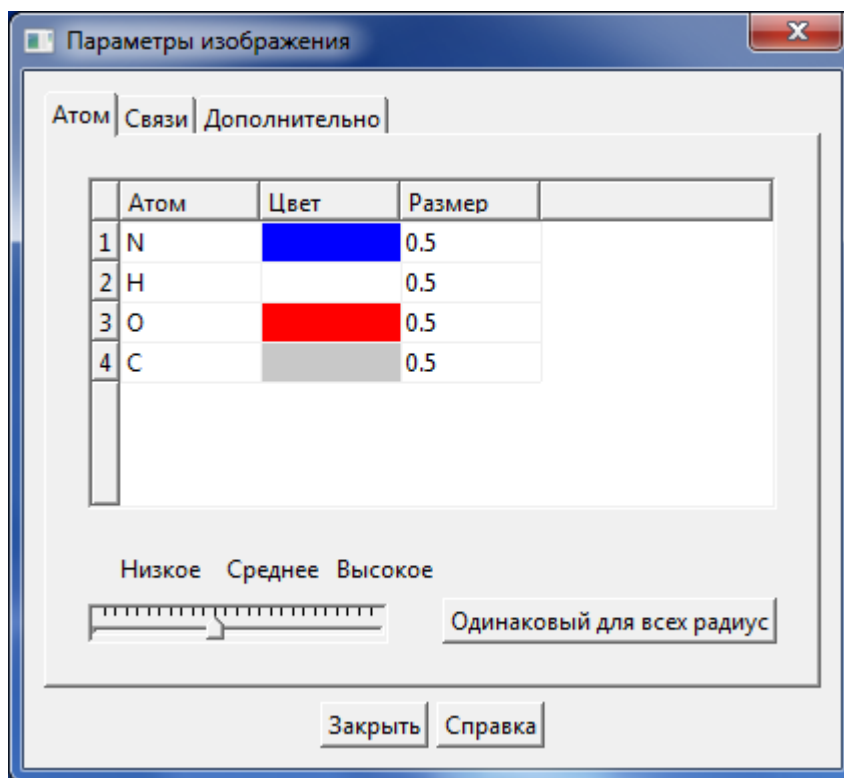 Параметры изображения
Атом Связи Дополнительно
Атом Цвет Размер
1 N 0.5
2 H 0.5
3 O 0.5
4 C 0.5
Низкое Среднее Высокое
Одинаковый для всех радиус
Закрыть Справка